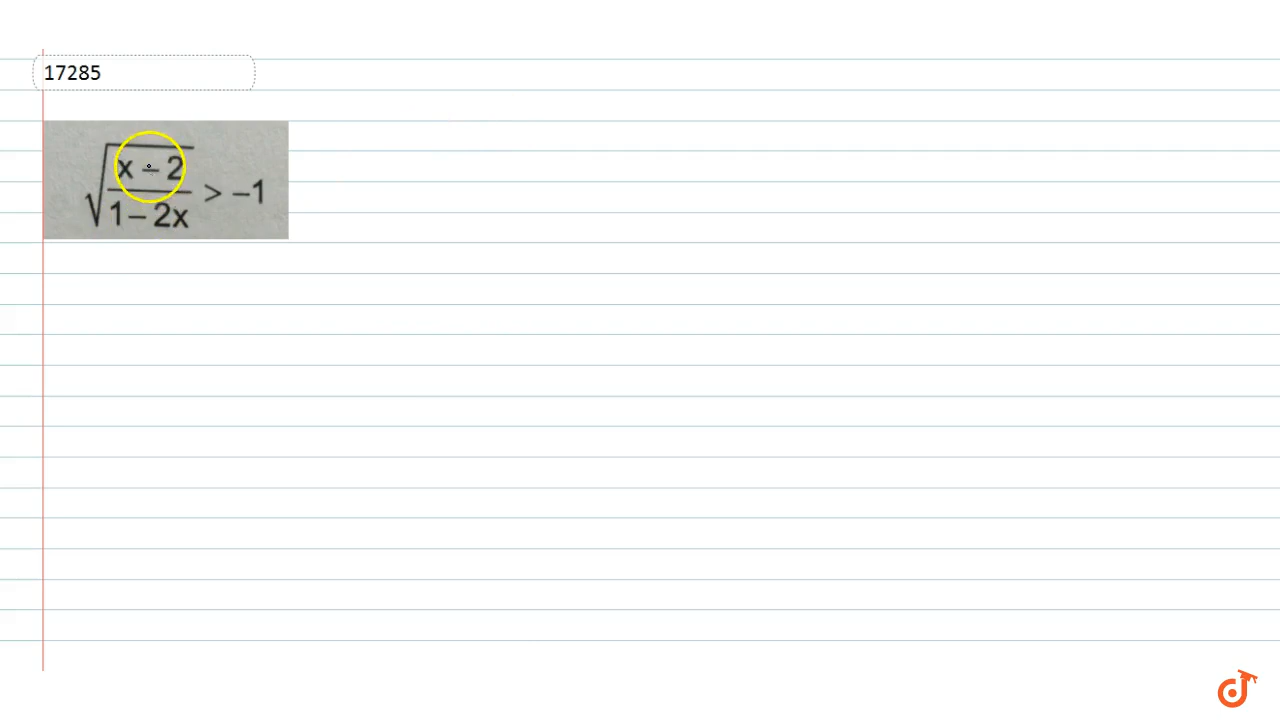 17285
√((x – 2)/(1 – 2x)) > –1